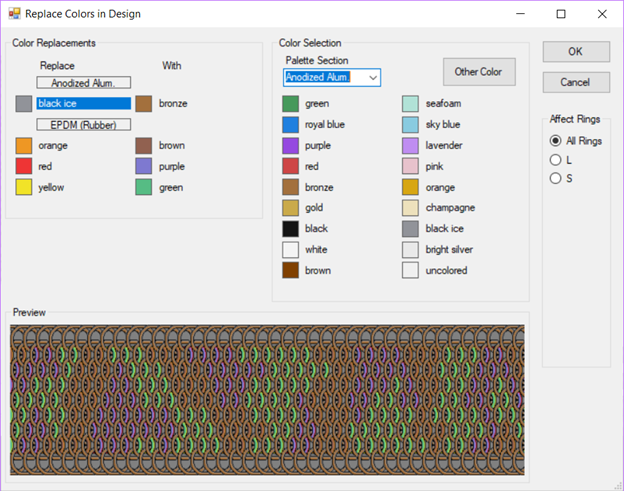 Replace Colors in Design
Color Replacements
Replace With
Anodized Alum.
black ice bronze
EPDM (Rubber)
orange brown
red purple
yellow green
Color Selection
Palette Section
Anodized Alum.
Other Color
green seafoam
royal blue sky blue
purple lavender
red pink
bronze orange
gold champagne
black black ice
white bright silver
brown uncolored
OK
Cancel
Affect Rings
All Rings
L
S
Preview